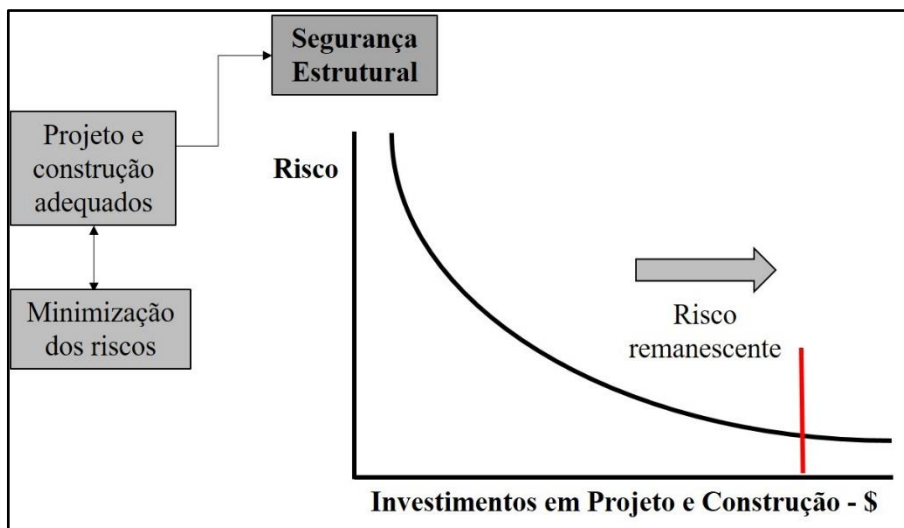 Segurança
Estrutural
Projeto e
construção
adequados
Minimização
dos riscos
Risco
Risco
remanescente
Investimentos em Projeto e Construção - $